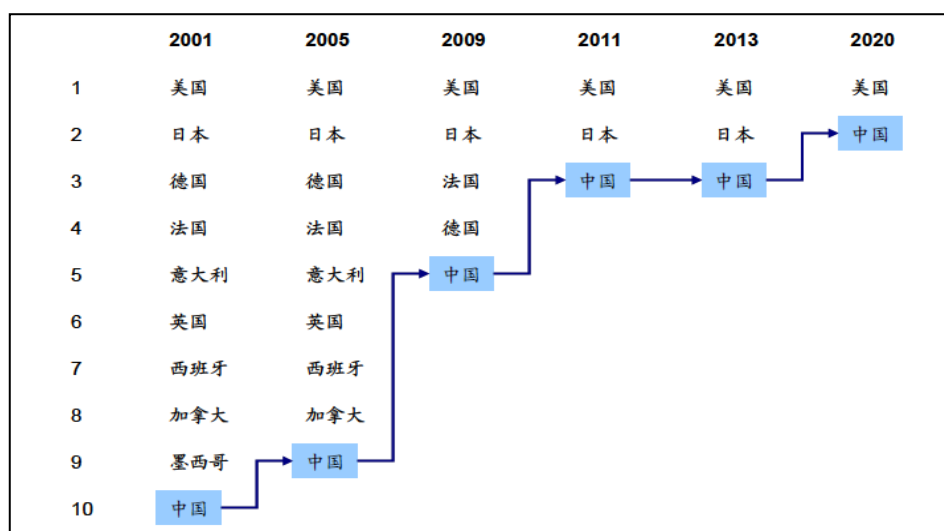 2001 2005 2009 2011 2013 2020
1 美国 美国 美国 美国 美国 美国
2 日本 日本 日本 日本 日本 中国
3 德国 德国 法国 中国 中国
4 法国 法国 德国
5 意大利 意大利 中国
6 英国 英国
7 西班牙 西班牙
8 加拿大 加拿大
9 墨西哥 中国
10 中国